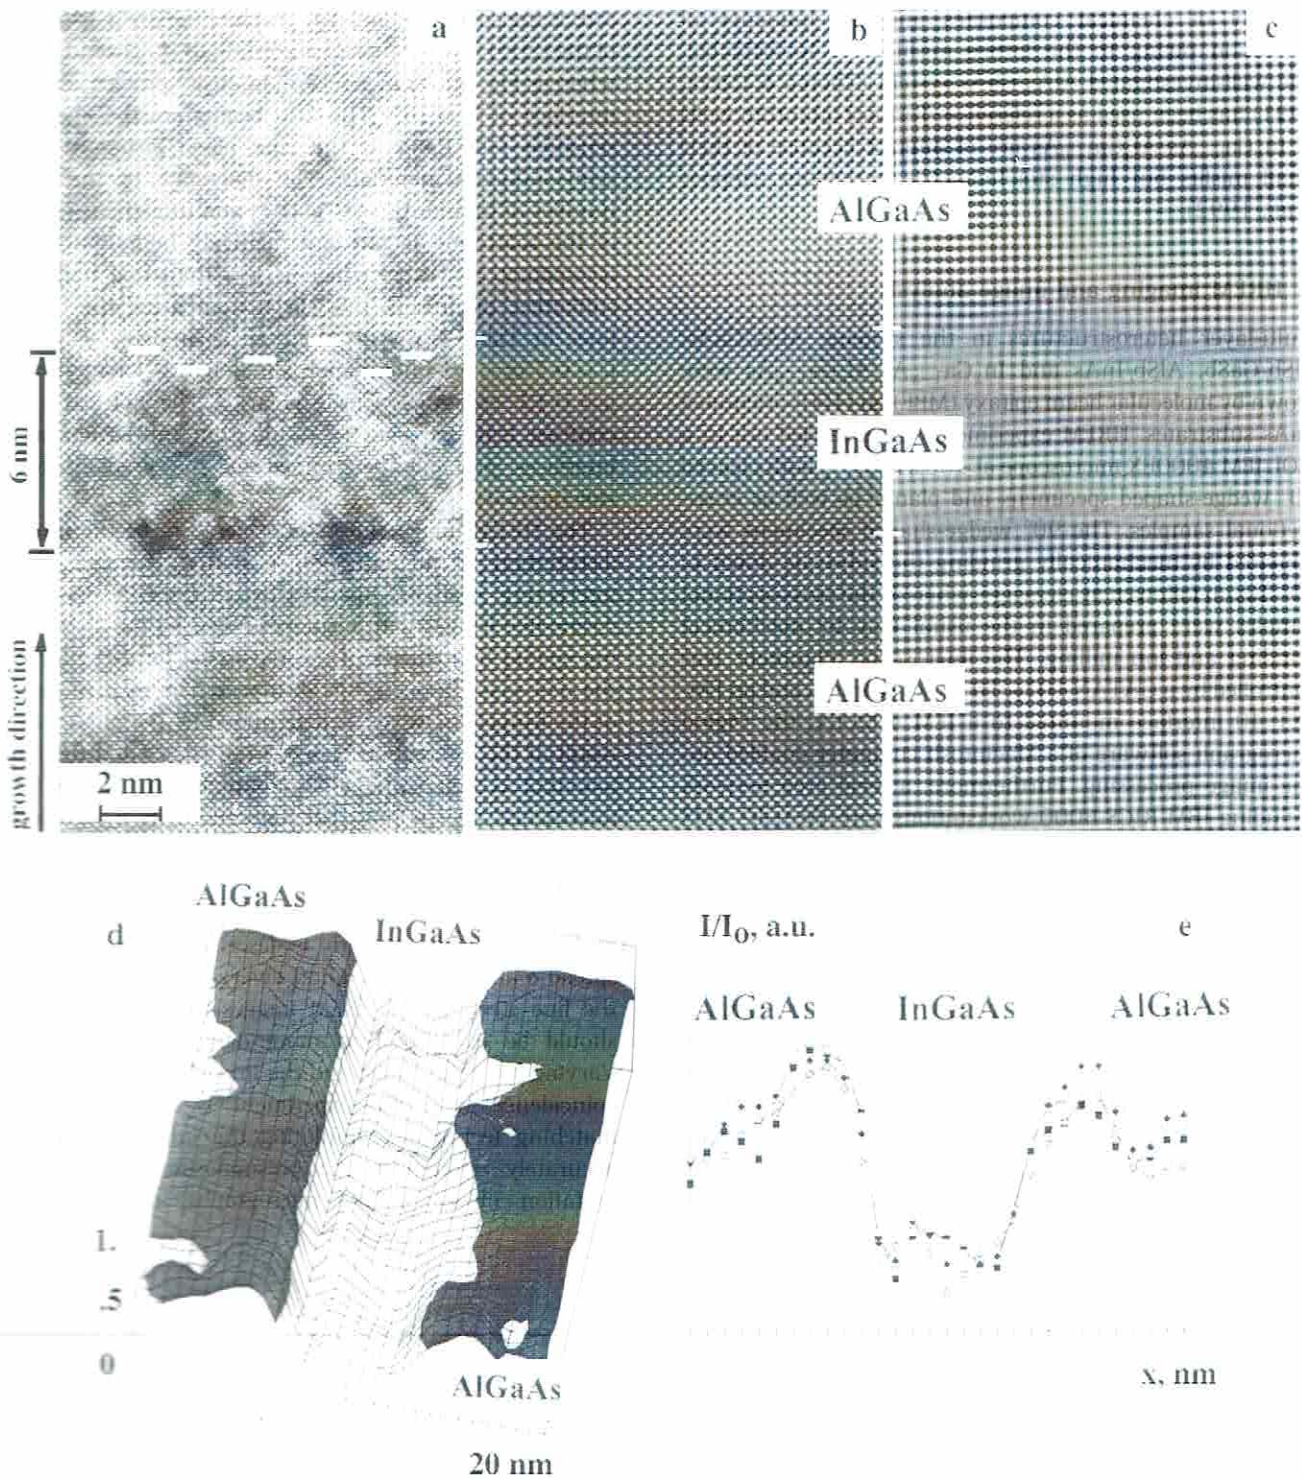 a
b
c
AlGaAs
InGaAs
AlGaAs
6 nm
growth direction
2 nm
d
AlGaAs
InGaAs
1.
.5
0
AlGaAs
20 nm
I/I₀, a.u.
e
AlGaAs
InGaAs
AlGaAs
x, nm